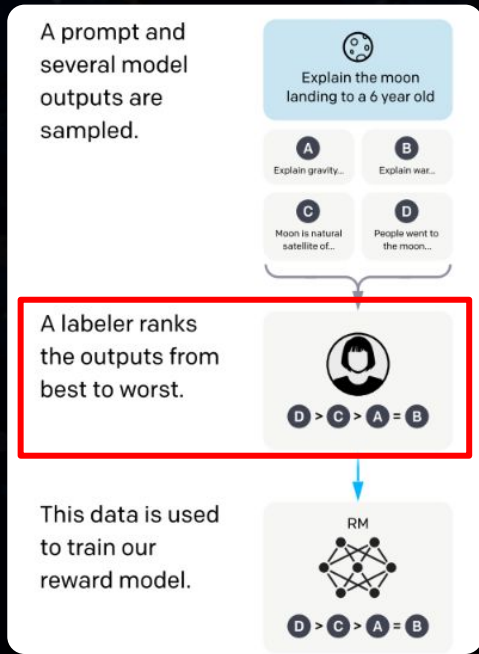 A prompt and
several model
outputs are
sampled.
Explain the moon
landing to a 6 year old
A
Explain gravity...
B
Explain war...
C
Moon is natural
satellite of...
D
People went to
the moon...
A labeler ranks
the outputs from
best to worst.
D > C > A = B
This data is used
to train our
reward model.
RM
D > C > A = B